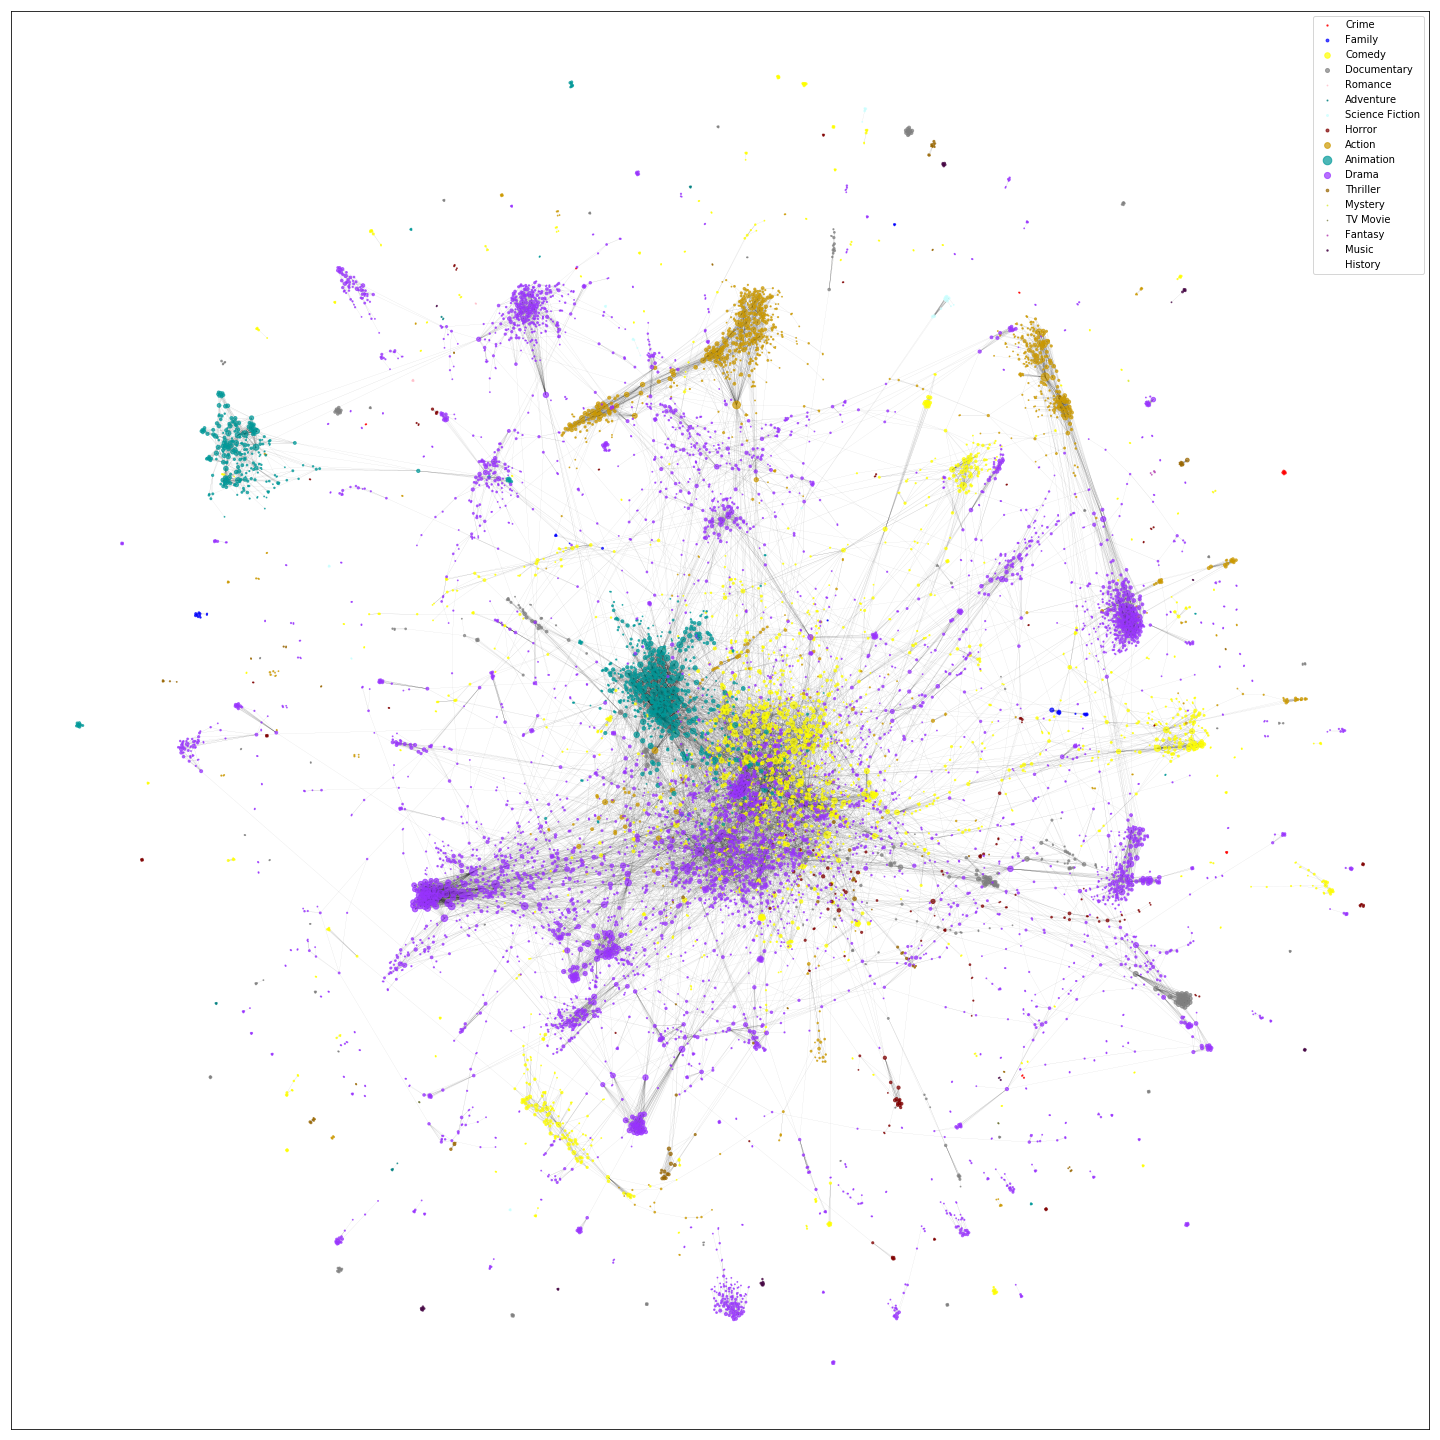 Crime
Family
Comedy
Documentary
Romance
Adventure
Science Fiction
Horror
Action
Animation
Drama
Thriller
Mystery
TV Movie
Fantasy
Music
History